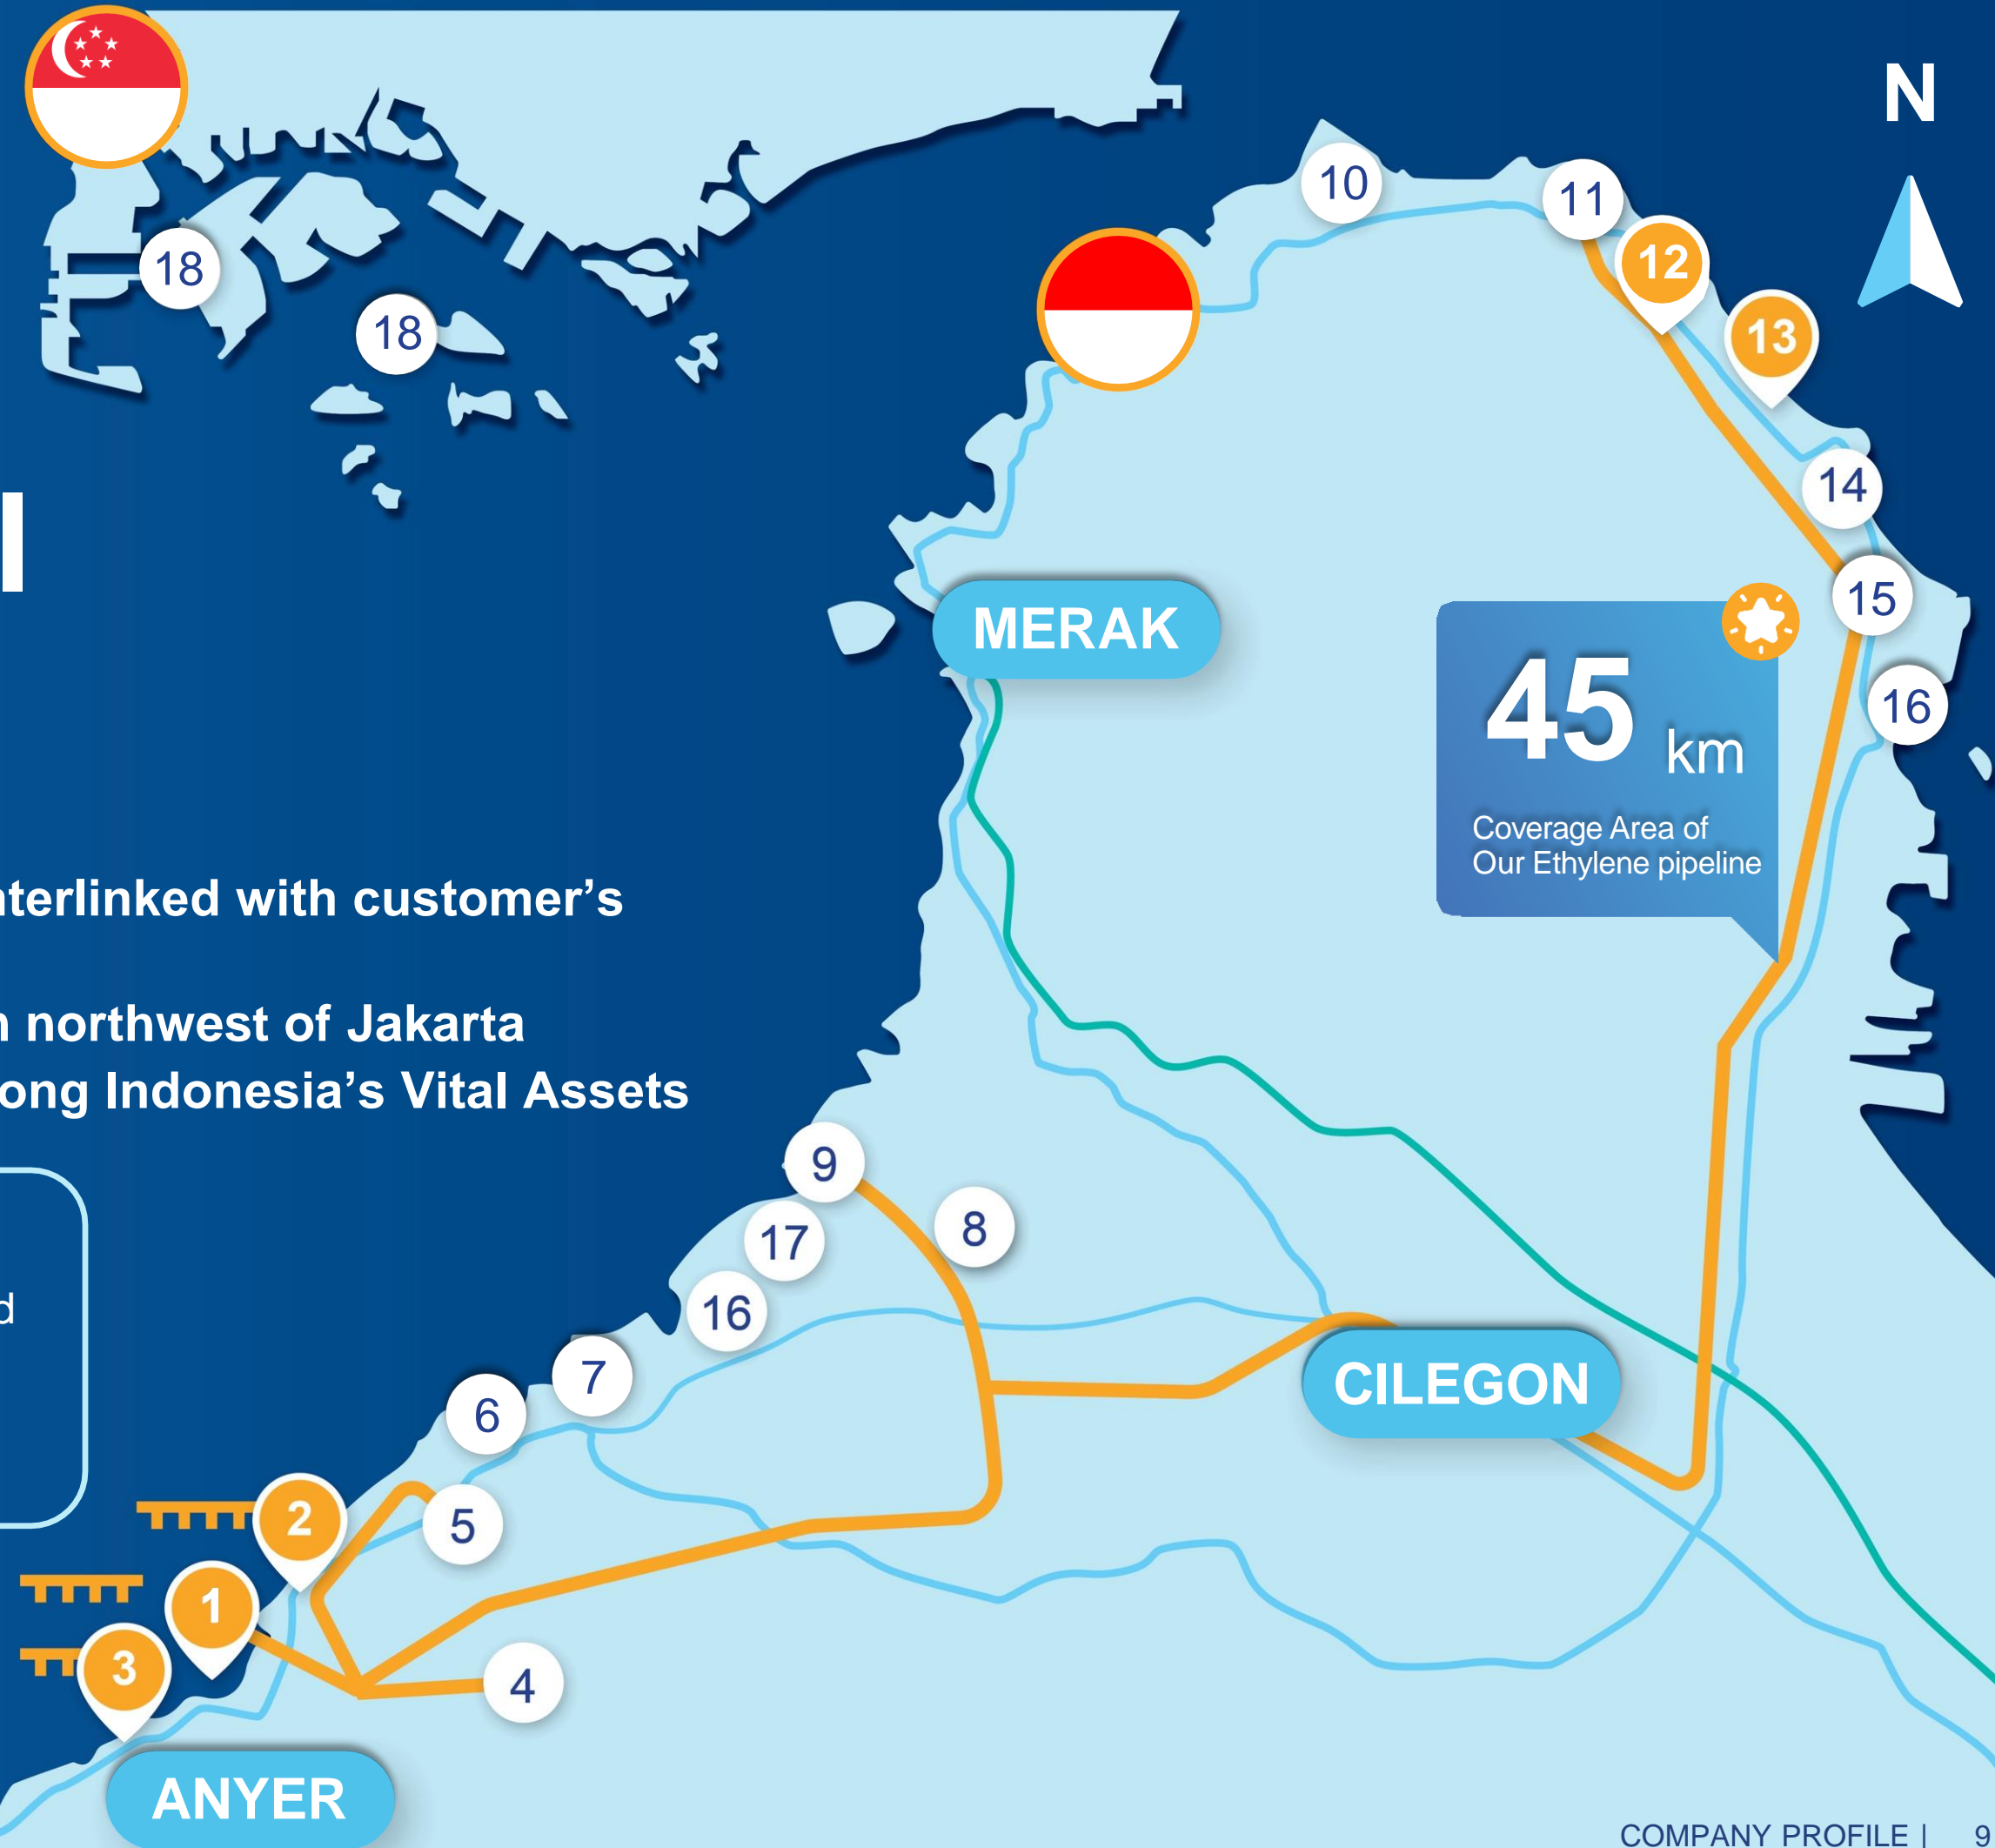 N
10
11
12
13
18
18
14
15
16
MERAK
45 km
Coverage Area of
Our Ethylene pipeline
with customer's
northwest of Jakarta
Indonesia's Vital Assets
9
8
17
16
7
6
CILEGON
2
5
1
3
4
ANYER
COMPANY PROFILE | 9